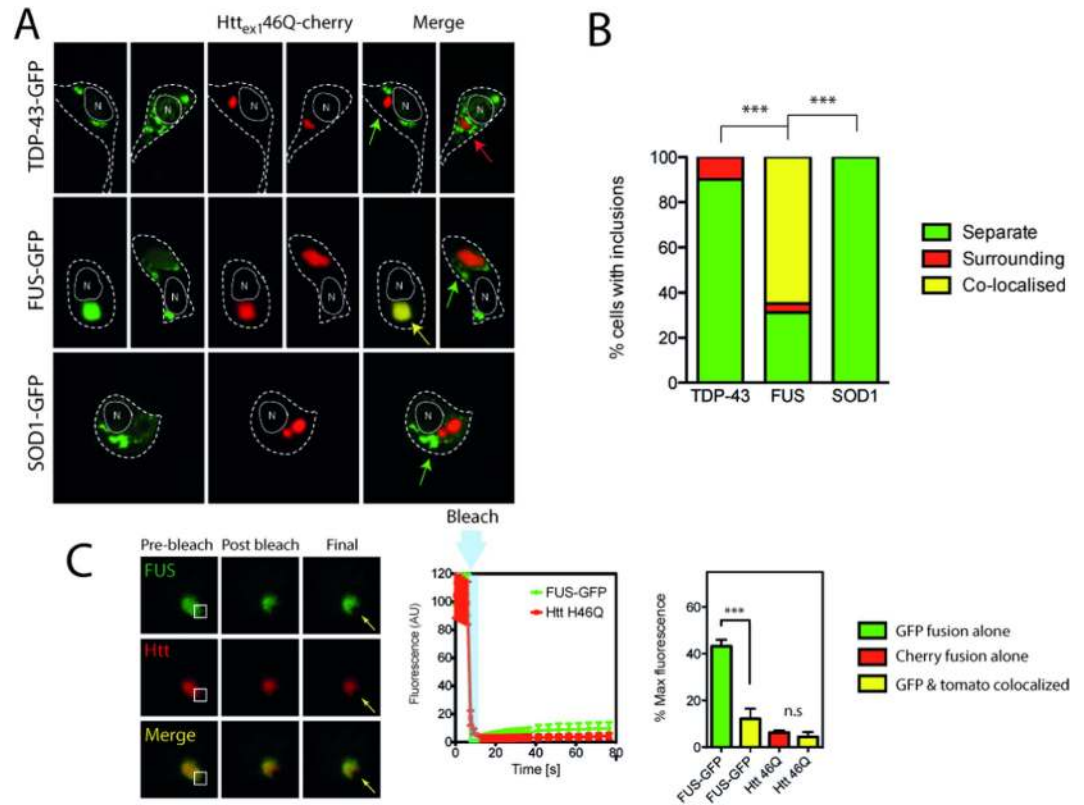 A
Htt_ex1 46Q-cherry
Merge
TDP-43-GFP
N
N
N
N
N
N
FUS-GFP
N
N
N
N
N
N
SOD1-GFP
N
N
N
B
***
***
% cells with inclusions
100
80
60
40
20
0
TDP-43
FUS
SOD1
Separate
Surrounding
Co-localised
C
Pre-bleach
Post bleach
Final
FUS
Htt
Merge
Bleach
Fluorescence (AU)
120
100
80
60
40
20
0
0
20
40
60
80
Time [s]
FUS-GFP
Htt H46Q
% Max fluorescence
60
40
20
0
***
n.s
FUS-GFP
FUS-GFP
Htt 46Q
Htt 46Q
GFP fusion alone
Cherry fusion alone
GFP & tomato colocalized